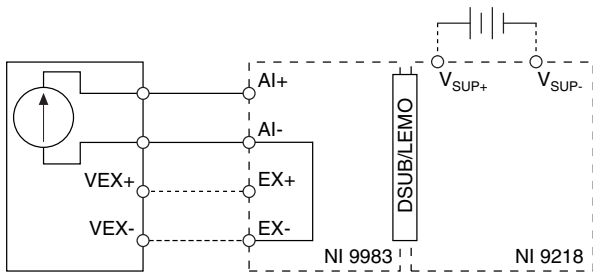 V_SUP+
V_SUP-
AI+
AI-
VEX+
EX+
VEX-
EX-
DSUB/LEMO
NI 9983
NI 9218